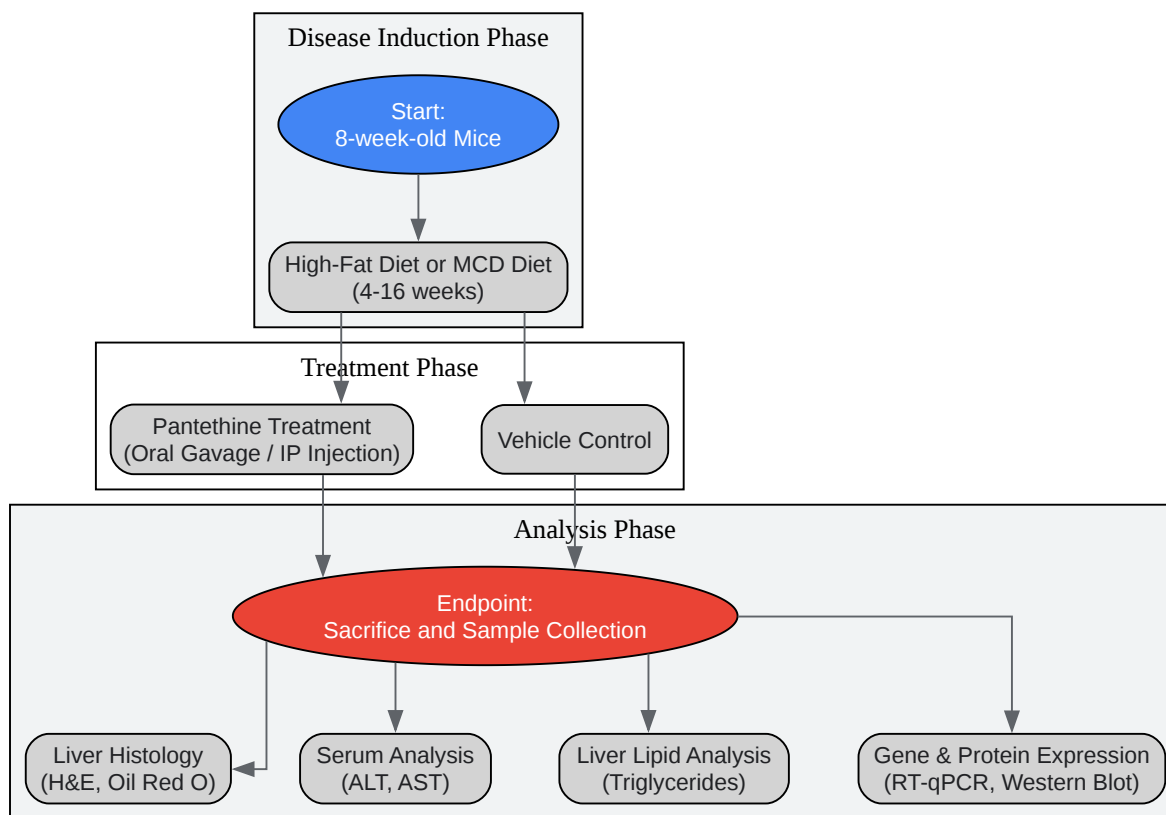 Disease Induction Phase
Start:
8-week-old Mice
High-Fat Diet or MCD Diet
(4-16 weeks)
Treatment Phase
Pantethine Treatment
(Oral Gavage / IP Injection)
Vehicle Control
Analysis Phase
Endpoint:
Sacrifice and Sample Collection
Liver Histology
(H&E, Oil Red O)
Serum Analysis
(ALT, AST)
Liver Lipid Analysis
(Triglycerides)
Gene & Protein Expression
(RT-qPCR, Western Blot)